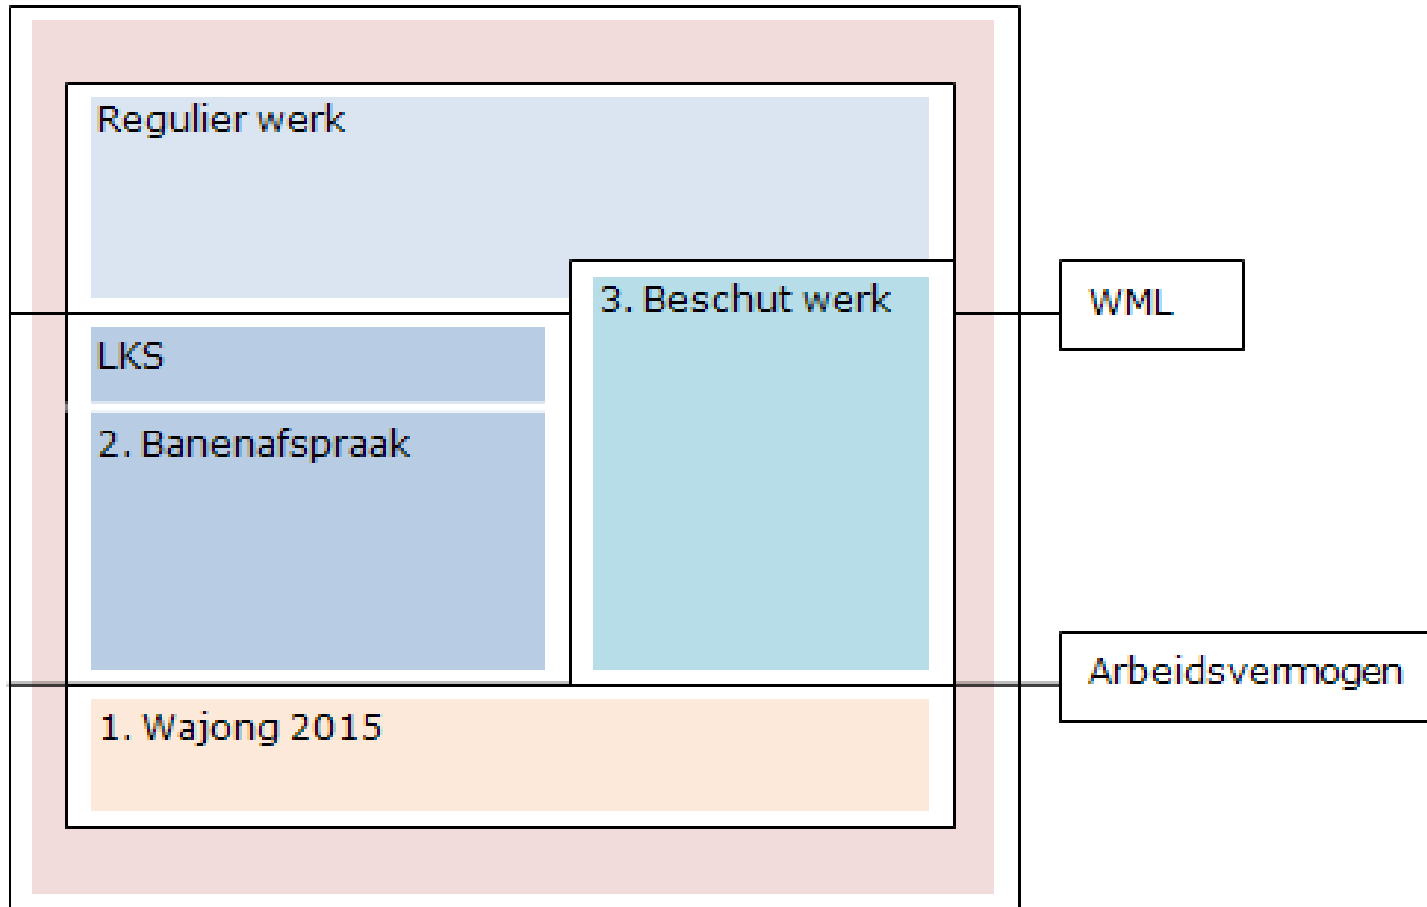 Regulier werk
3. Beschut werk
WML
LKS
2. Banenafspraak
Arbeidsvermogen
1. Wajong 2015